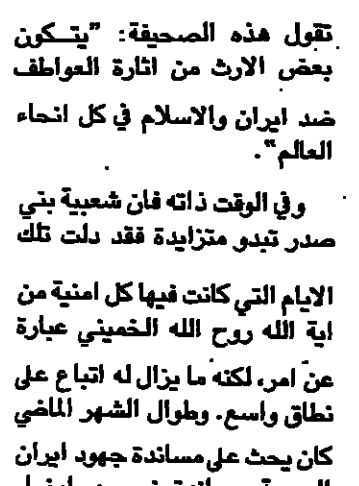 تقول هذه الصحيفة: "يتـكون
بعض الارث من اثارة العواطف
ضد ايران والاسلام في كل انحاء
العالم".
وفي الوقت ذاته فان شعبية بني
صدر تبدو متزايدة فقد دلت تلك
الايام التي كانت فيها كل امنية من
اية الله روح الله الخميني عبارة
عن امر، لكنه ما يزال له اتباع على
نطاق واسع. وطوال الشهر الماضي
كان يحث على مساندة جهود ايران